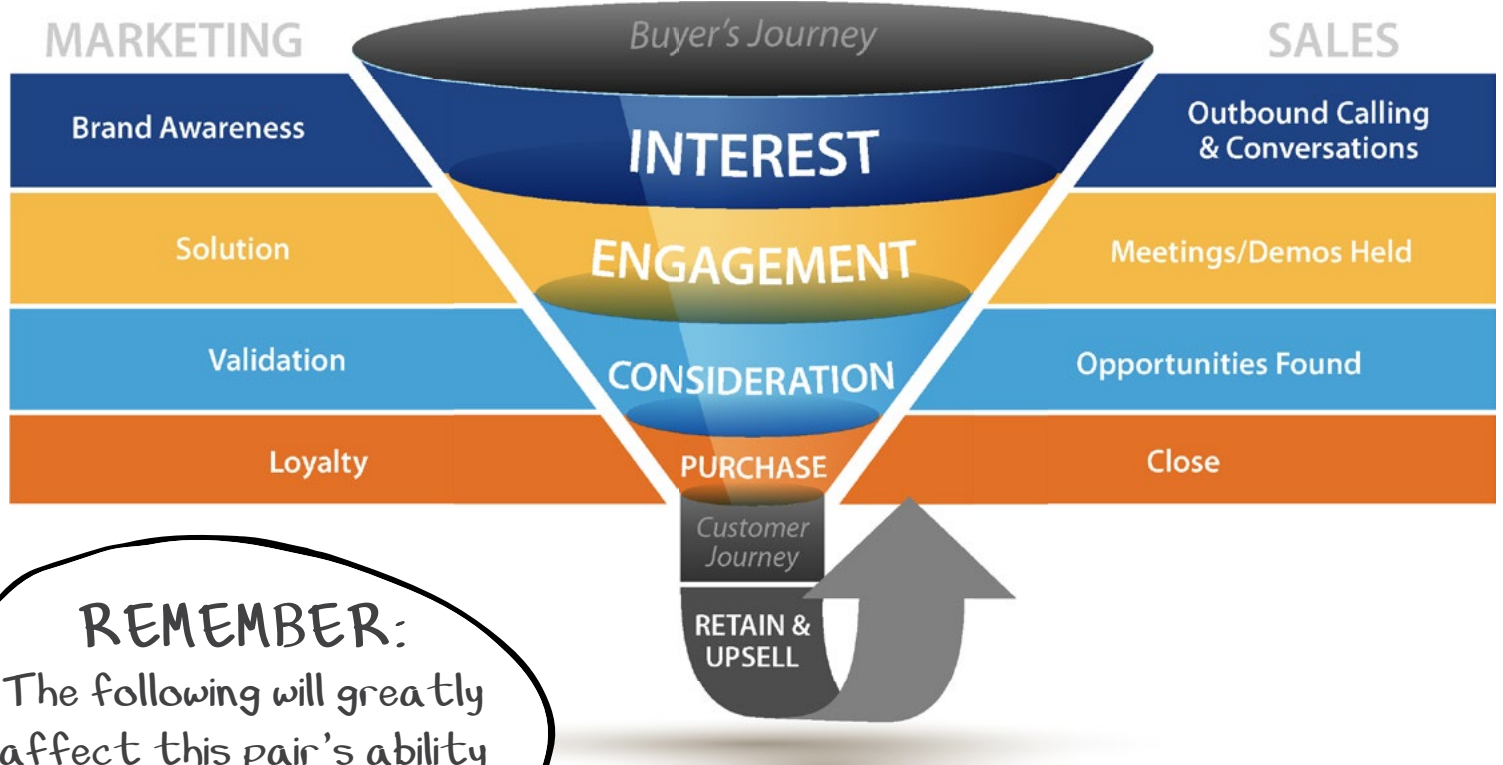 MARKETING
Buyer's Journey
SALES
Brand Awareness
INTEREST
Outbound Calling
& Conversations
Solution
ENGAGEMENT
Meetings/Demos Held
Validation
CONSIDERATION
Opportunities Found
Loyalty
PURCHASE
Close
Customer
Journey
RETAIN &
UPSELL
REMEMBER:
The following will greatly
affect this pair's ability